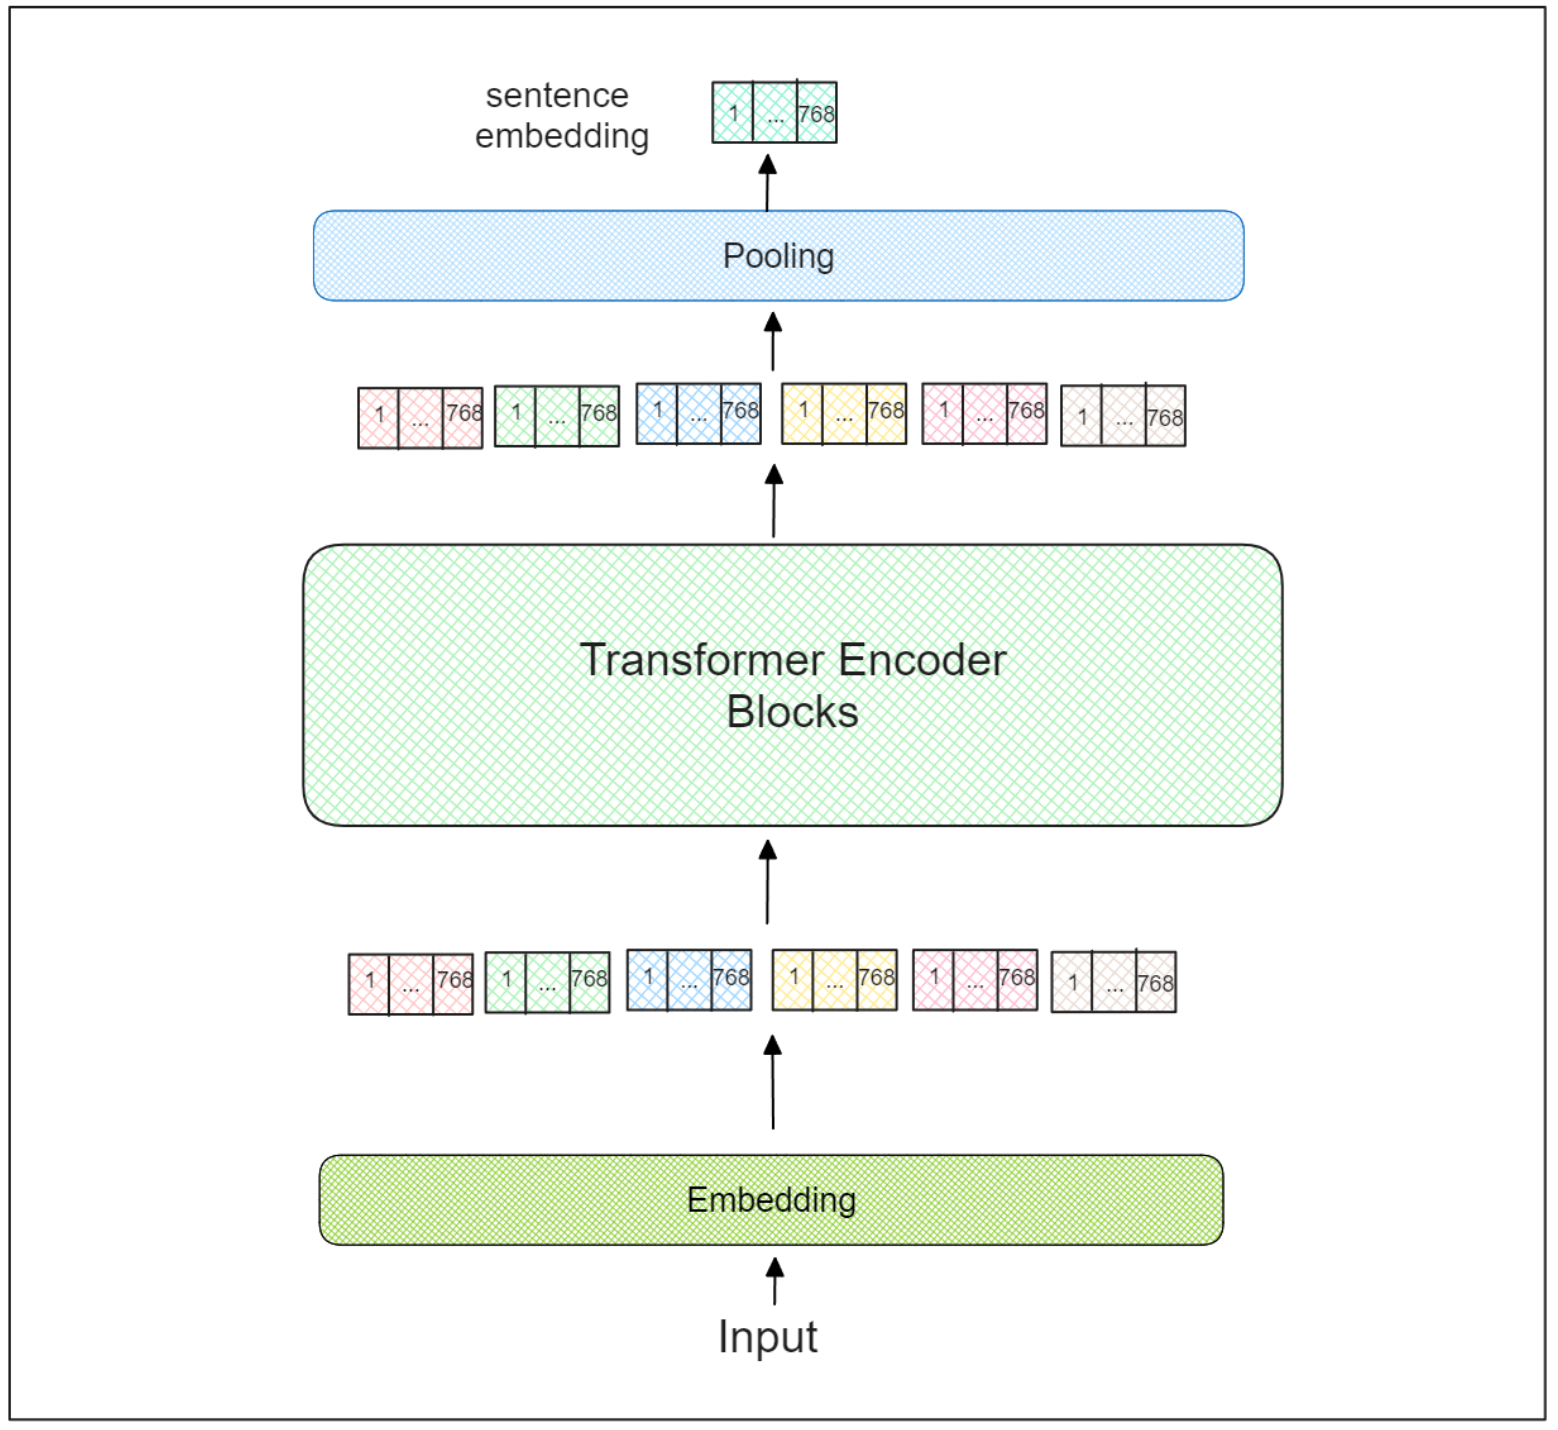 sentence
embedding
1 ... 768
Pooling
1 ... 768 1 ... 768 1 ... 768 1 ... 768 1 ... 768 1 ... 768
Transformer Encoder
Blocks
1 ... 768 1 ... 768 1 ... 768 1 ... 768 1 ... 768 1 ... 768
Embedding
Input